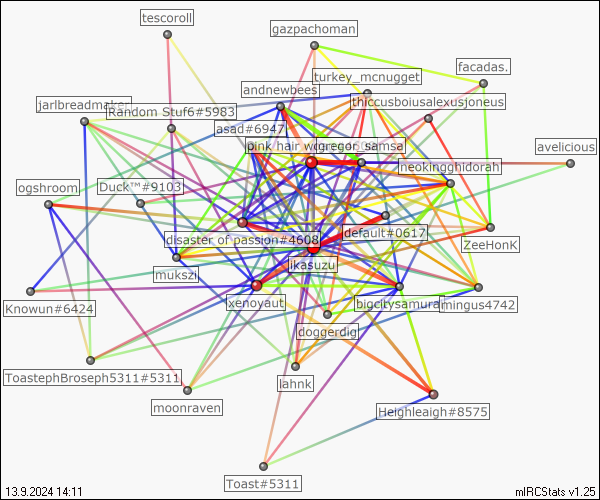 tescoroll
gazpachoman
facadas.
turkey_mcnugget
andnewbees
thiccusboiusalexusjoneus
jarlbreadmaker
Random Stuf6#5983
asad#6947
pink hair w
gregor_samsa
avelicious
neokingghidorah
ogshroom
Duck™#9103
disaster of passion#4608
default#0617
ZeeHonK
mukszi
ikasuzu
Knowun#6424
xenoyaut
bigcitysamurai
mingus4742
doggerdig
ToastephBroseph5311#5311
lahnk
moonraven
Heighleaigh#8575
Toast#5311
13.9.2024 14:11
mIRCStats v1.25